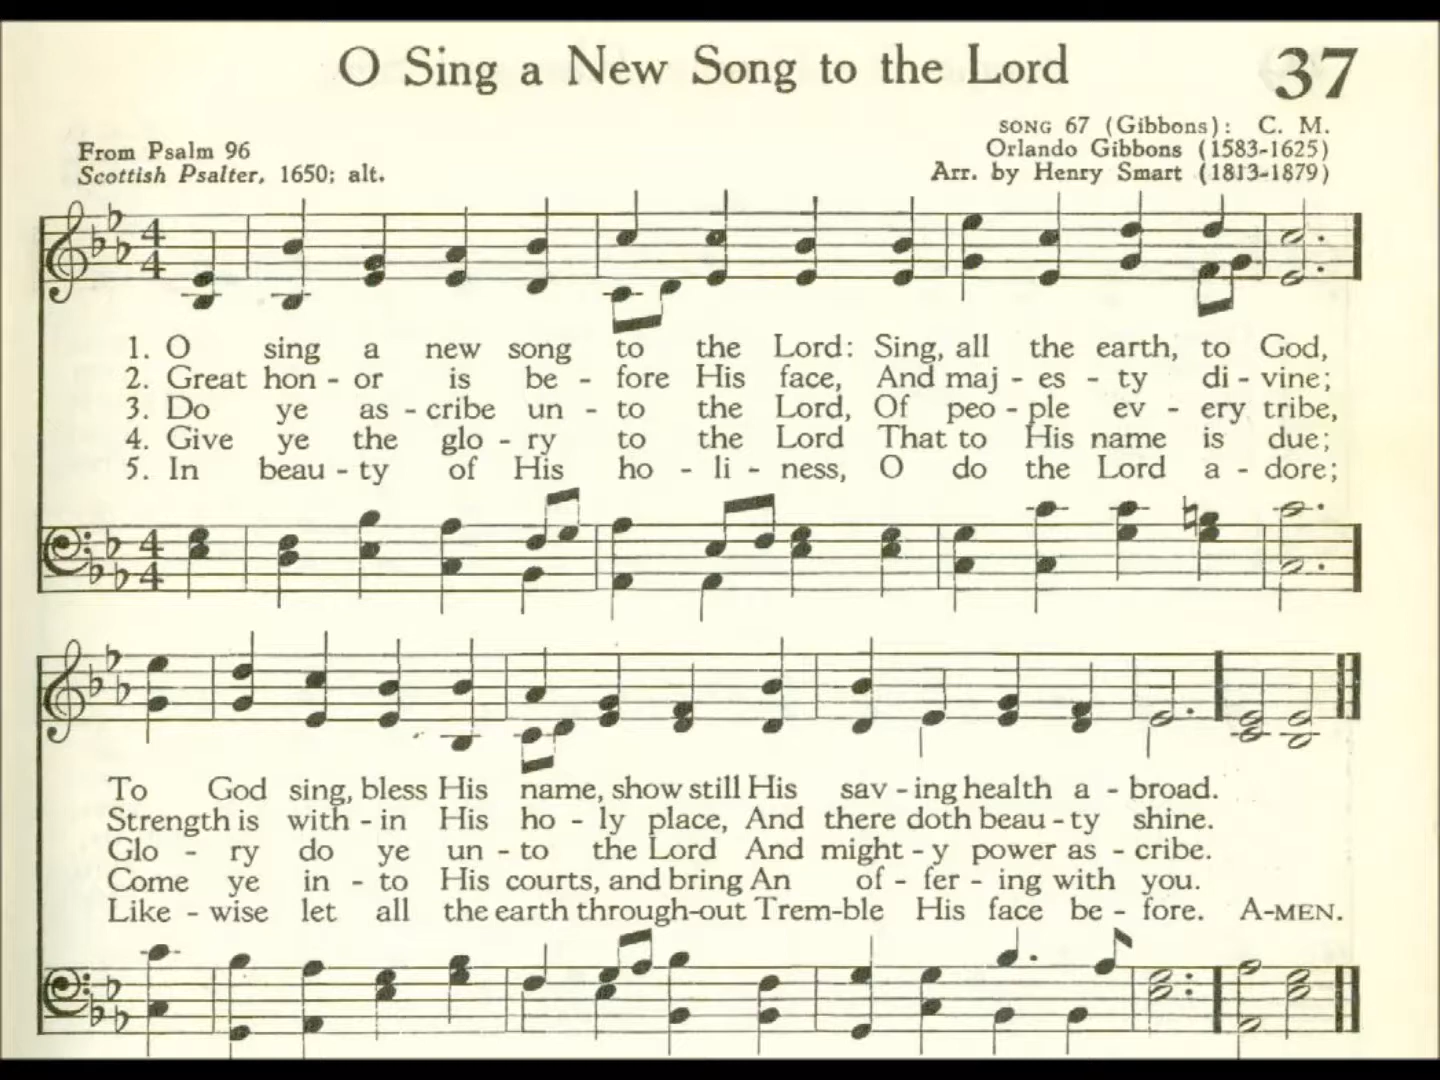 O Sing a New Song to the Lord 37
SONG 67 (Gibbons): C. M.
From Psalm 96 Orlando Gibbons (1583-1625)
Scottish Psalter, 1650; alt. Arr. by Henry Smart (1813-1879)
4
4
1. O sing a new song to the Lord: Sing, all the earth, to God,
2. Great hon - or is be - fore His face, And maj - es - ty di - vine;
3. Do ye as - cribe un - to the Lord, Of peo - ple ev - ery tribe,
4. Give ye the glo - ry to the Lord That to His name is due;
5. In beau - ty of His ho - li - ness, O do the Lord a - dore;
4
4
To God sing, bless His name, show still His sav - ing health a - broad.
Strength is with - in His ho - ly place, And there doth beau - ty shine.
Glo - ry do ye un - to the Lord And might - y power as - cribe.
Come ye in - to His courts, and bring An of - fer - ing with you.
Like - wise let all the earth through-out Trem-ble His face be - fore. A-MEN.